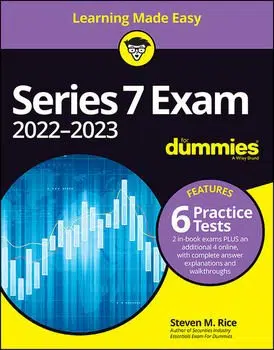 Learning Made Easy
Series 7 Exam
2022–2023
for
dummies
A Wiley Brand
FEATURES
6 Practice
Tests
2 in-book exams PLUS an
additional 4 online,
with complete answer
explanations and
walkthroughs
Steven M. Rice
Author of Securities Industry
Essentials Exam For Dummies